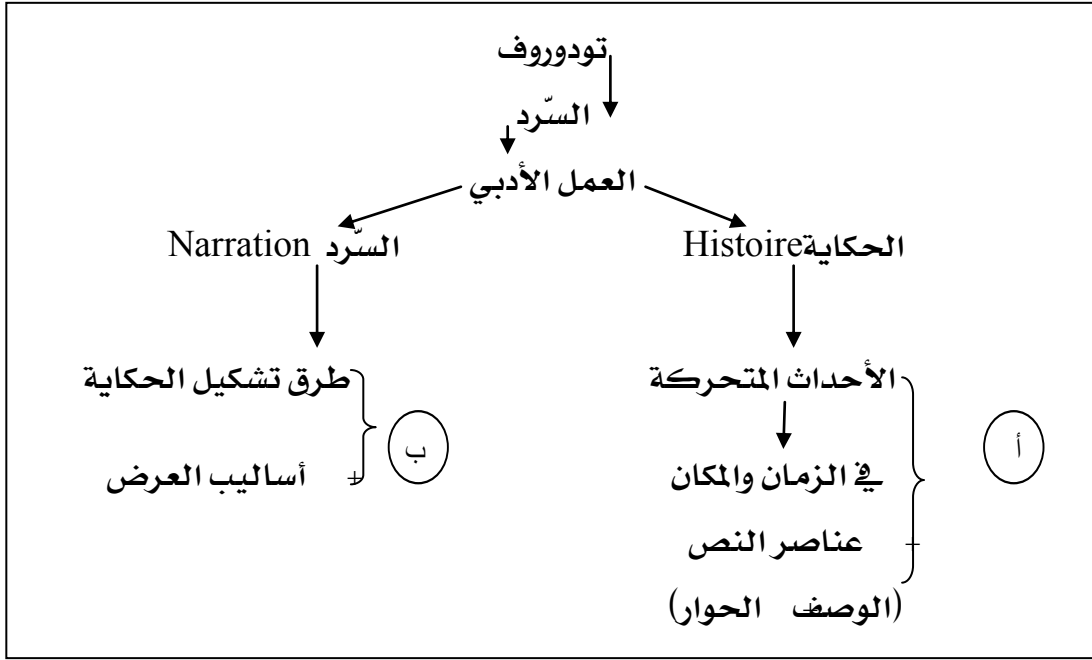 تودوروف
السّرد
العمل الأدبي
الحكاية Histoire
السّرد Narration
الأحداث المتحركة
طرق تشكيل الحكاية
أ
ب
في الزمان والمكان
+ أساليب العرض
+ عناصر النص
(الوصف + الحوار)